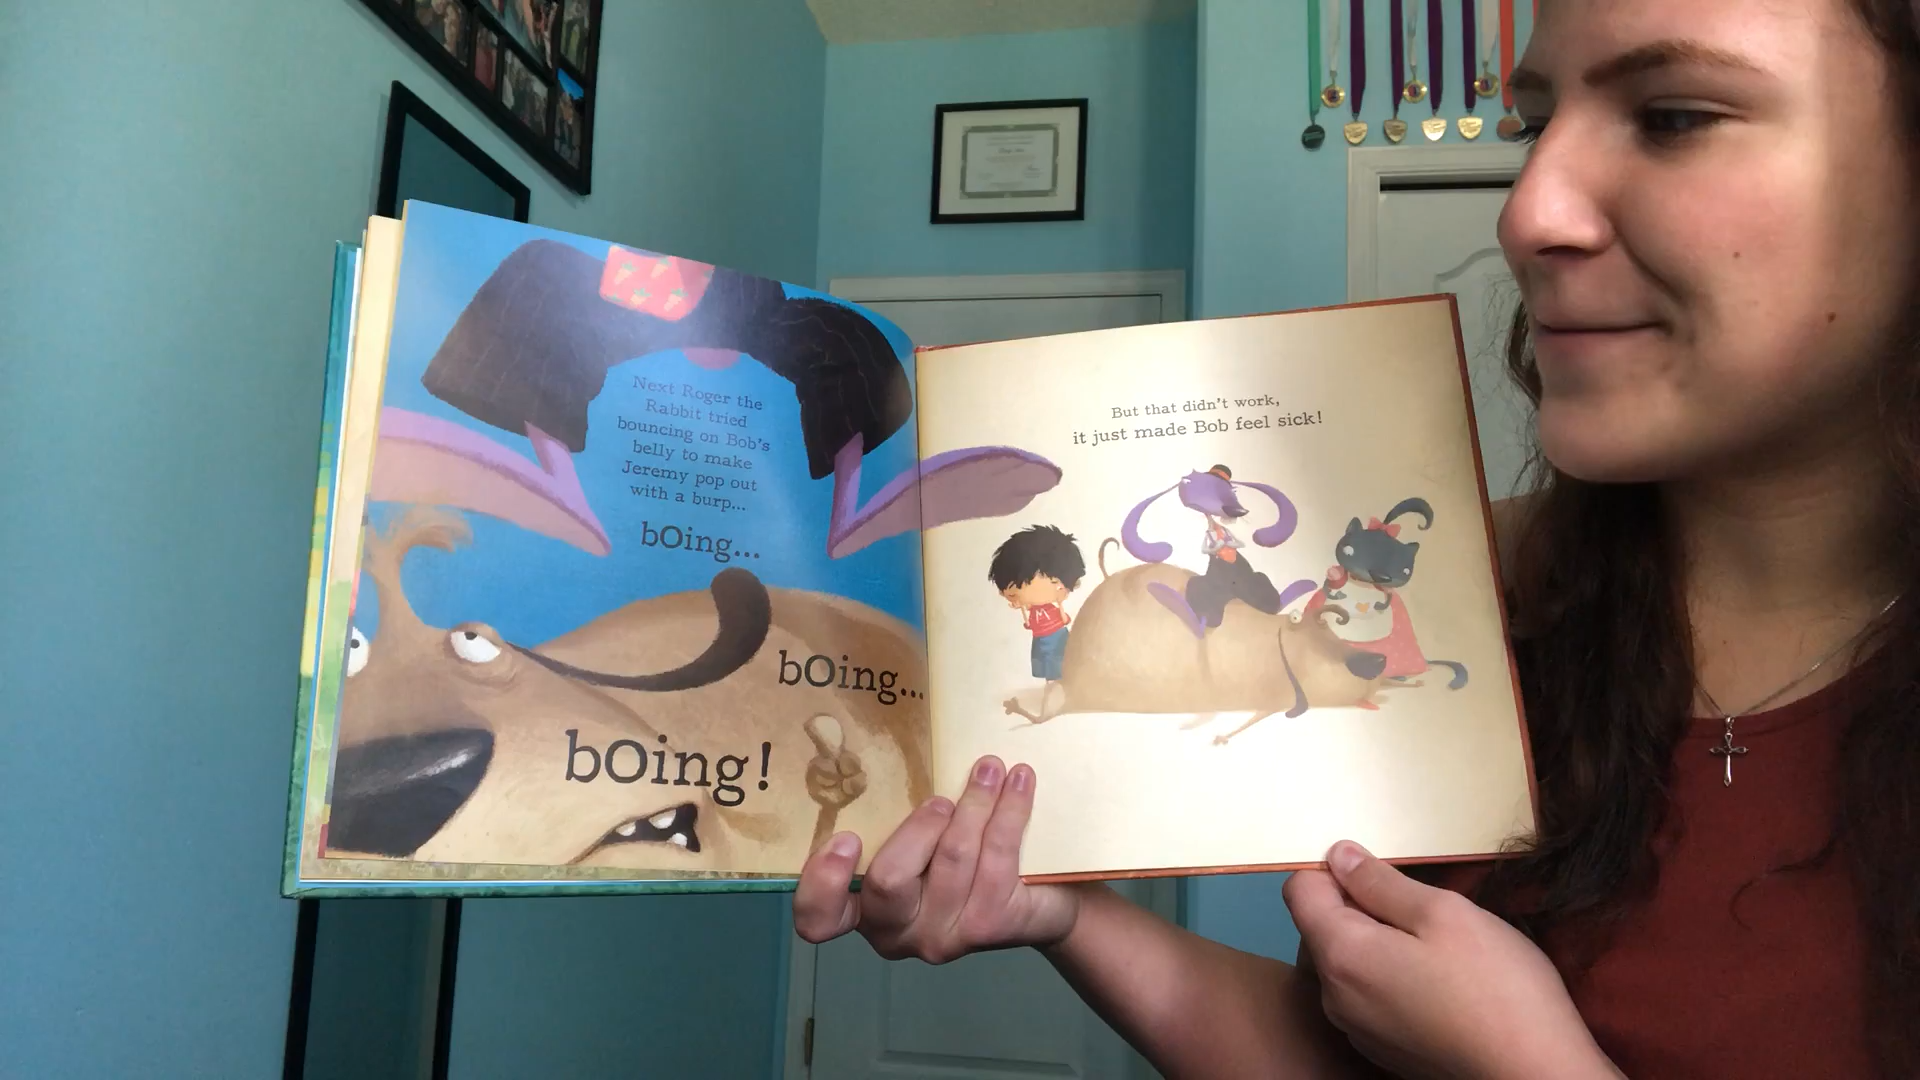 Next Roger the
Rabbit tried
bouncing on Bob's
belly to make
Jeremy pop out
with a burp...
bOing...
bOing...
bOing!
But that didn't work,
it just made Bob feel sick!
M